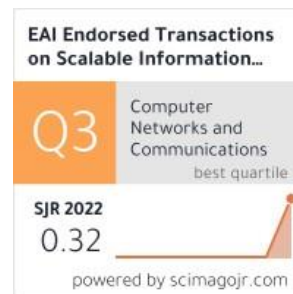 EAI Endorsed Transactions
on Scalable Information...
Q3
Computer
Networks and
Communications
best quartile
SJR 2022
0.32
powered by scimagojr.com